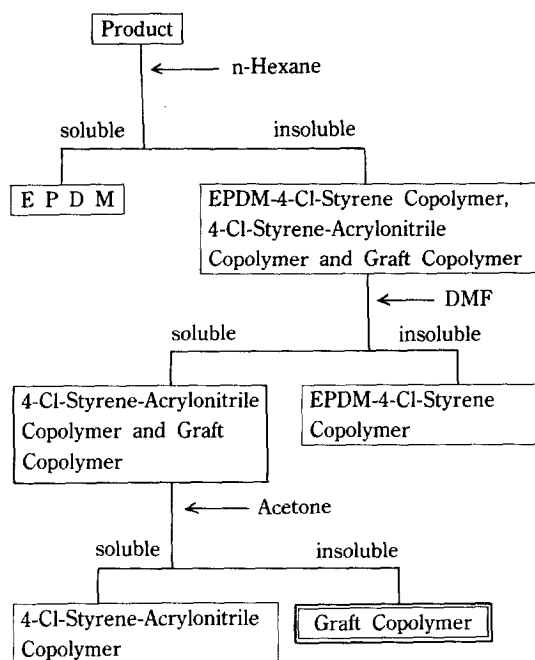 Product
n-Hexane
soluble
insoluble
E P D M
EPDM-4-Cl-Styrene Copolymer,
4-Cl-Styrene-Acrylonitrile
Copolymer and Graft Copolymer
DMF
soluble
insoluble
4-Cl-Styrene-Acrylonitrile
Copolymer and Graft
Copolymer
EPDM-4-Cl-Styrene
Copolymer
Acetone
soluble
insoluble
4-Cl-Styrene-Acrylonitrile
Copolymer
Graft Copolymer